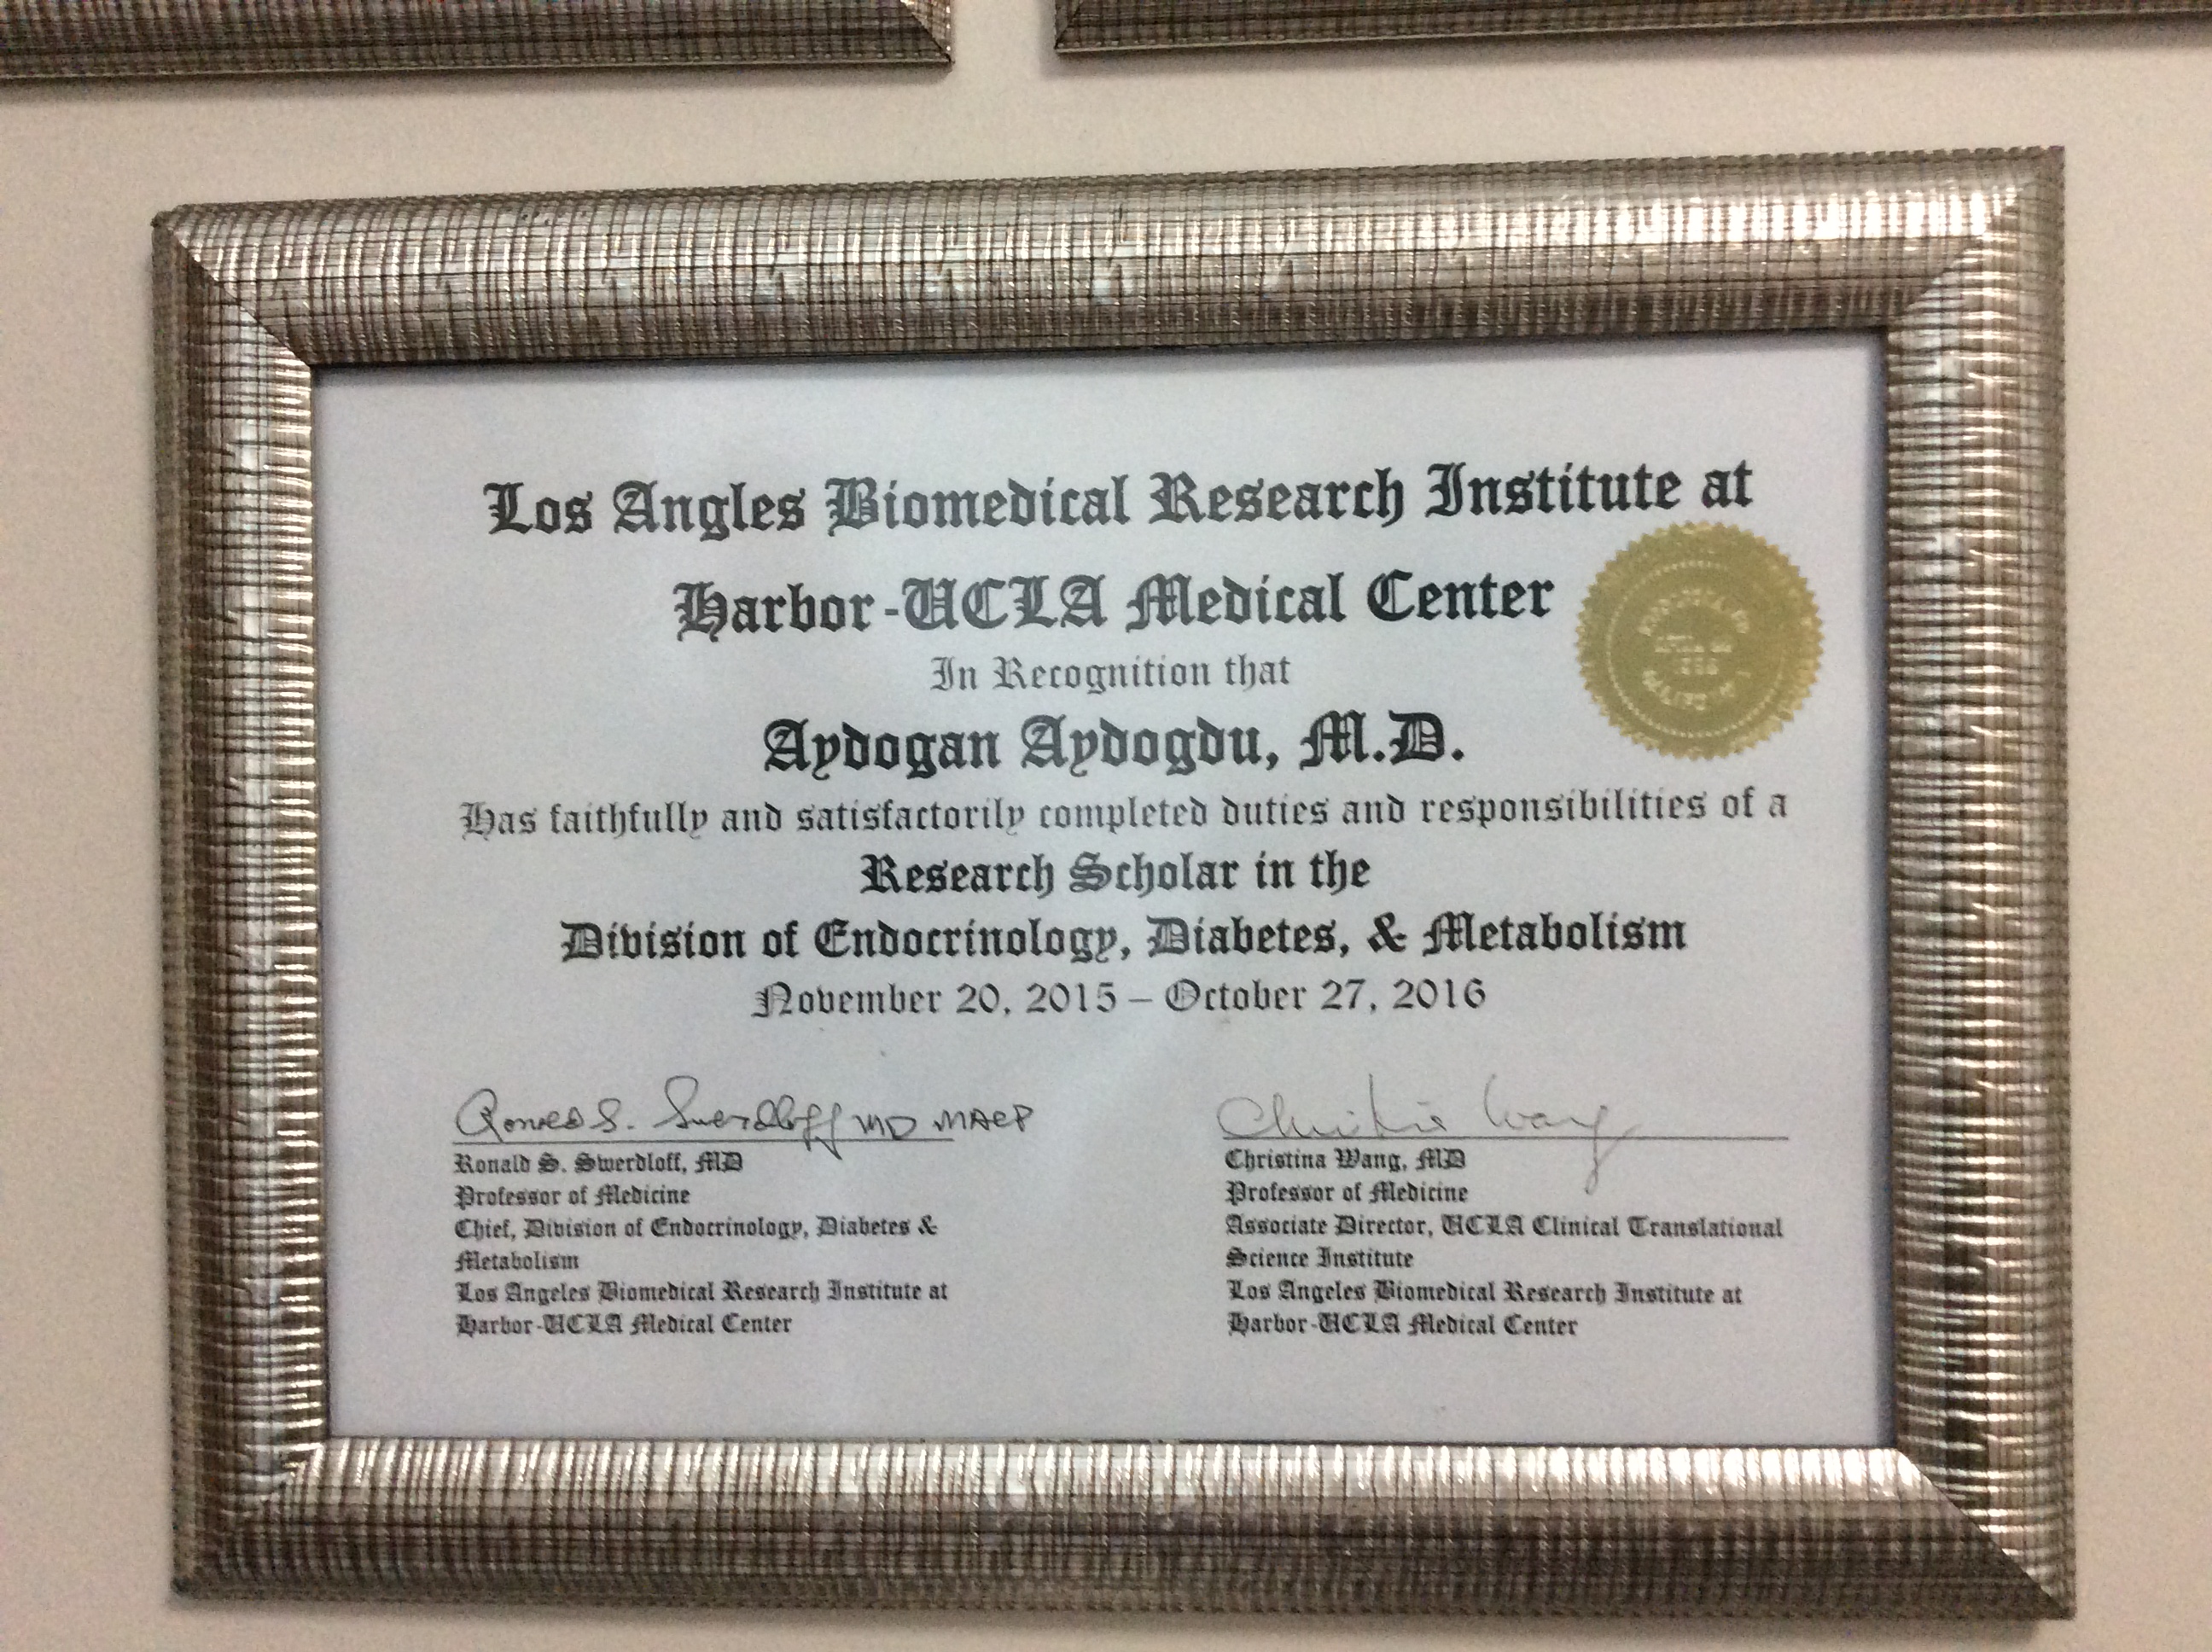 Los Angles Biomedical Research Institute at
Harbor-UCLA Medical Center
In Recognition that
Aydogan Aydogdu, M.D.
Has faithfully and satisfactorily completed duties and responsibilities of a
Research Scholar in the
Division of Endocrinology, Diabetes, & Metabolism
November 20, 2015 – October 27, 2016
Ronald S. Swerdloff MD MACP
Ronald S. Swerdloff, MD
Professor of Medicine
Chief, Division of Endocrinology, Diabetes &
Metabolism
Los Angeles Biomedical Research Institute at
Harbor-UCLA Medical Center
Christina Wang
Christina Wang, MD
Professor of Medicine
Associate Director, UCLA Clinical Translational
Science Institute
Los Angeles Biomedical Research Institute at
Harbor-UCLA Medical Center